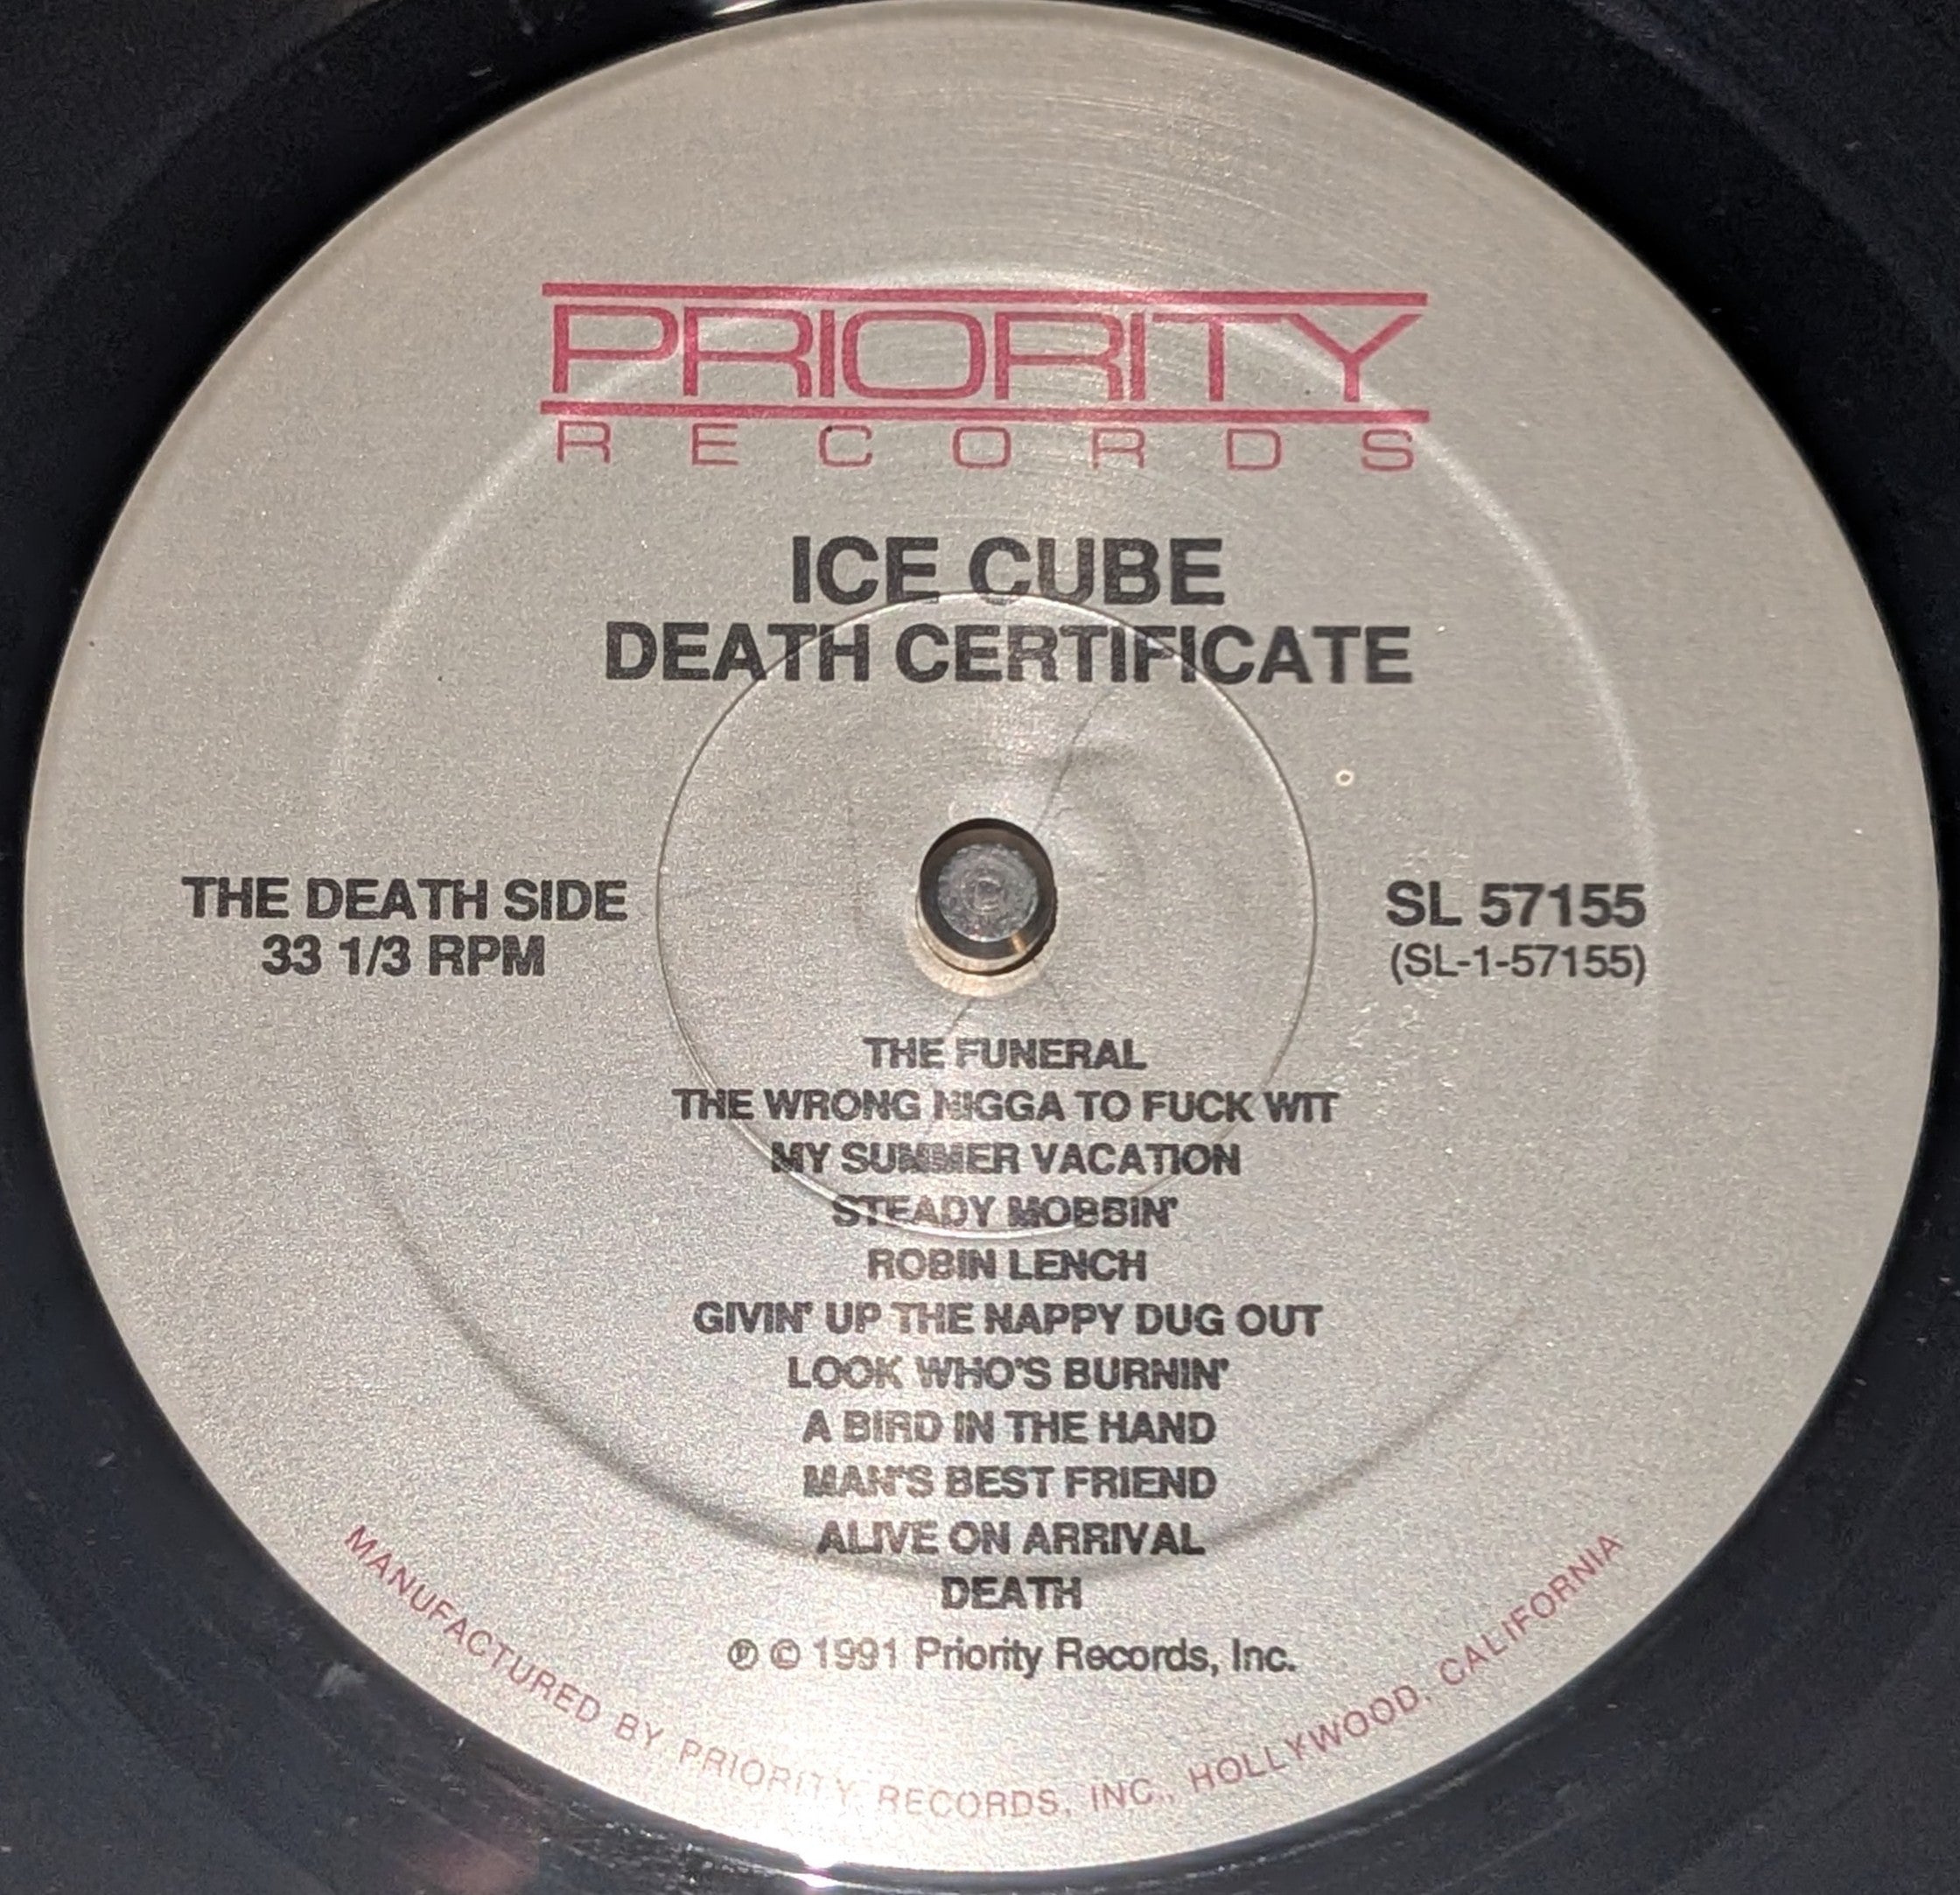 PRIORITY
RECORDS
ICE CUBE
DEATH CERTIFICATE
THE DEATH SIDE
33 1/3 RPM
SL 57155
(SL-1-57155)
THE FUNERAL
THE WRONG NIGGA TO FUCK WIT
MY SUMMER VACATION
STEADY MOBBIN'
ROBIN LENCH
GIVIN' UP THE NAPPY DUG OUT
LOOK WHO'S BURNIN'
A BIRD IN THE HAND
MAN'S BEST FRIEND
ALIVE ON ARRIVAL
DEATH
℗ © 1991 Priority Records, Inc.
MANUFACTURED BY PRIORITY RECORDS, INC., HOLLYWOOD, CALIFORNIA